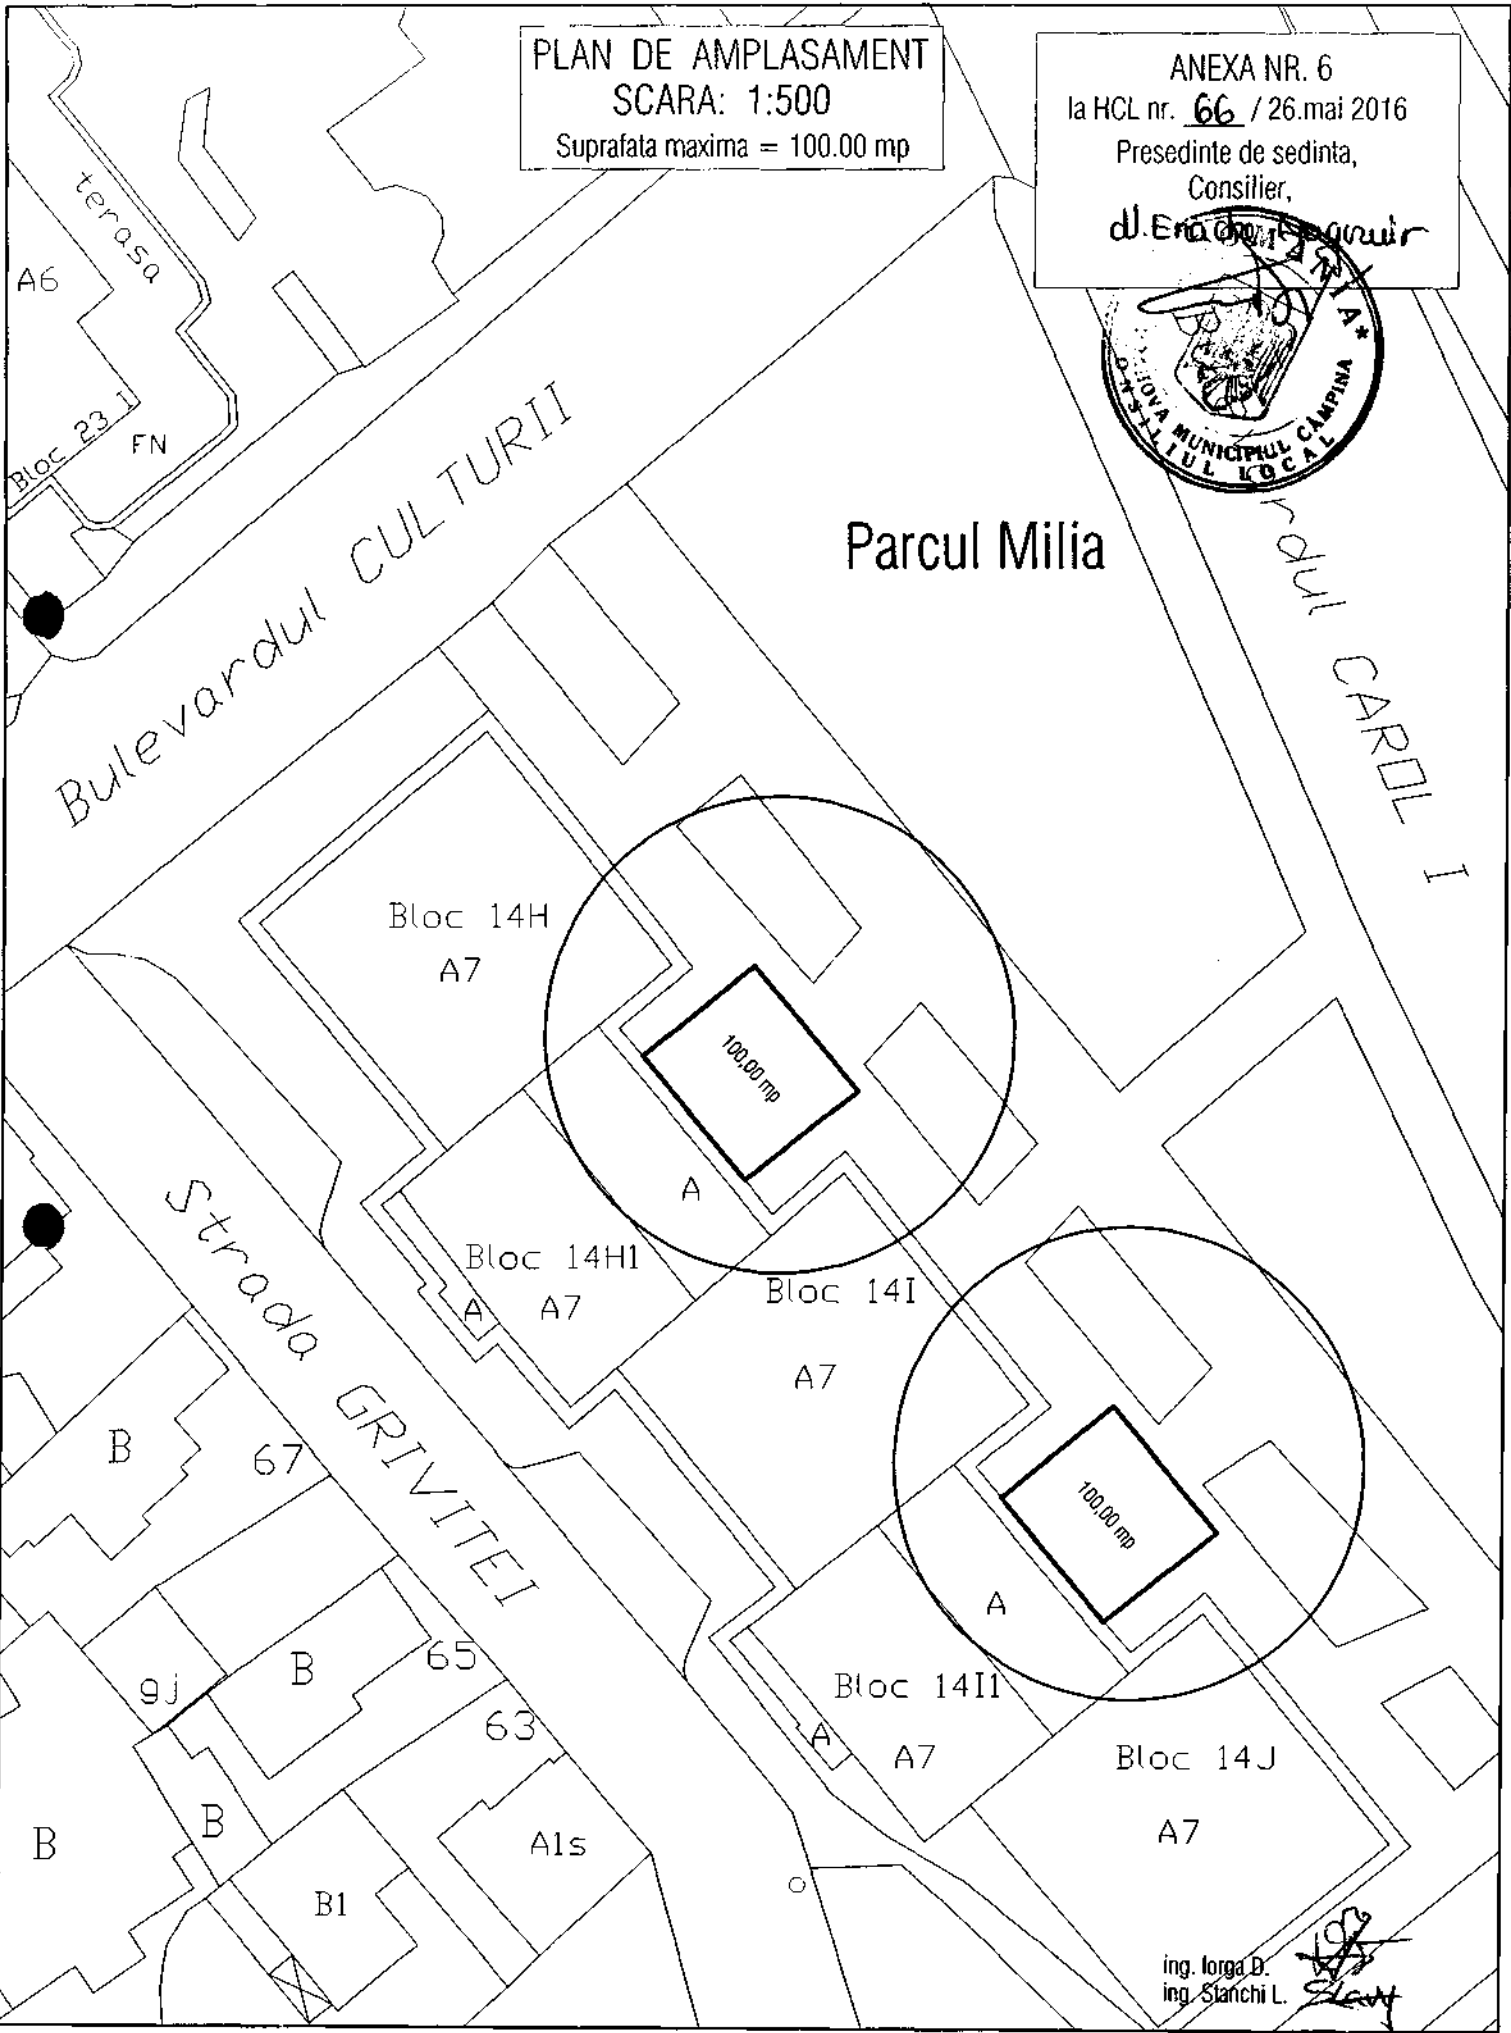 PLAN DE AMPLASAMENT
SCARA: 1:500
Suprafata maxima = 100.00 mp
ANEXA NR. 6
la HCL nr. 66 / 26.mai 2016
Presedinte de sedinta,
Consilier,
terasa
A6
Bloc 23 I
FN
MUNICIPIUL CÂMPINA
LOCAL
Bulevardul CULTURII
Parcul Milia
rdul CAROL I
Bloc 14H
A7
100,00 mp
A
Bloc 14H1
A7
A
Bloc 14I
A7
Strada GRIVITEI
100,00 mp
A
Bloc 14I1
A7
A
Bloc 14J
A7
B
67
B
65
gj
63
B
B
A1s
B1
ing. Iorga D.
ing. Stanchi L.